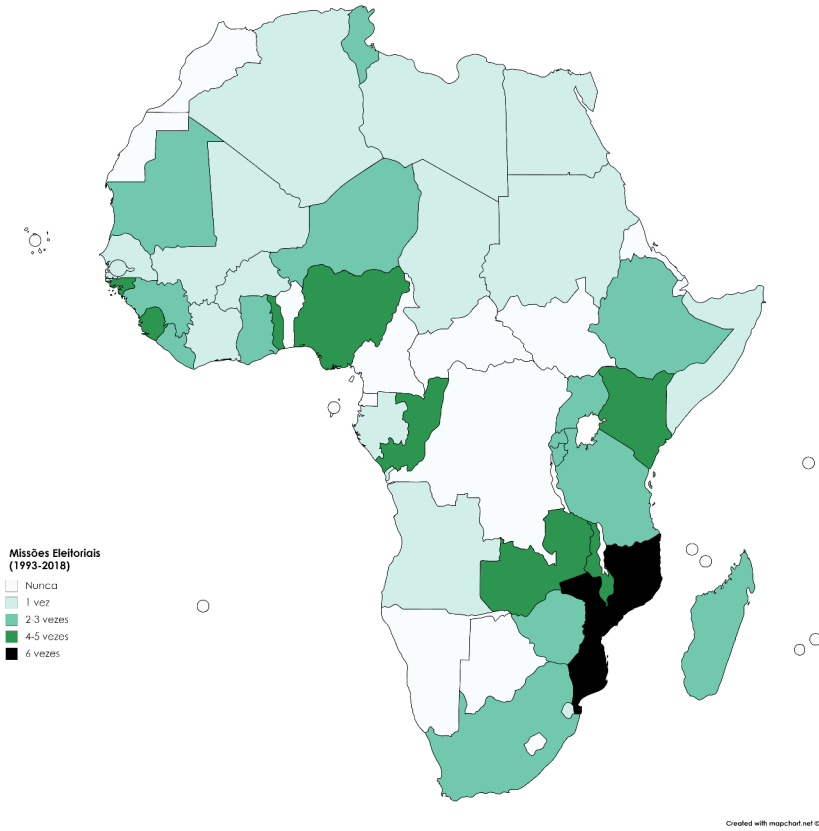 Missões Eleitoriais
(1993-2018)
Nunca
1 vez
2-3 vezes
4-5 vezes
6 vezes
Created with mapchart.net ©